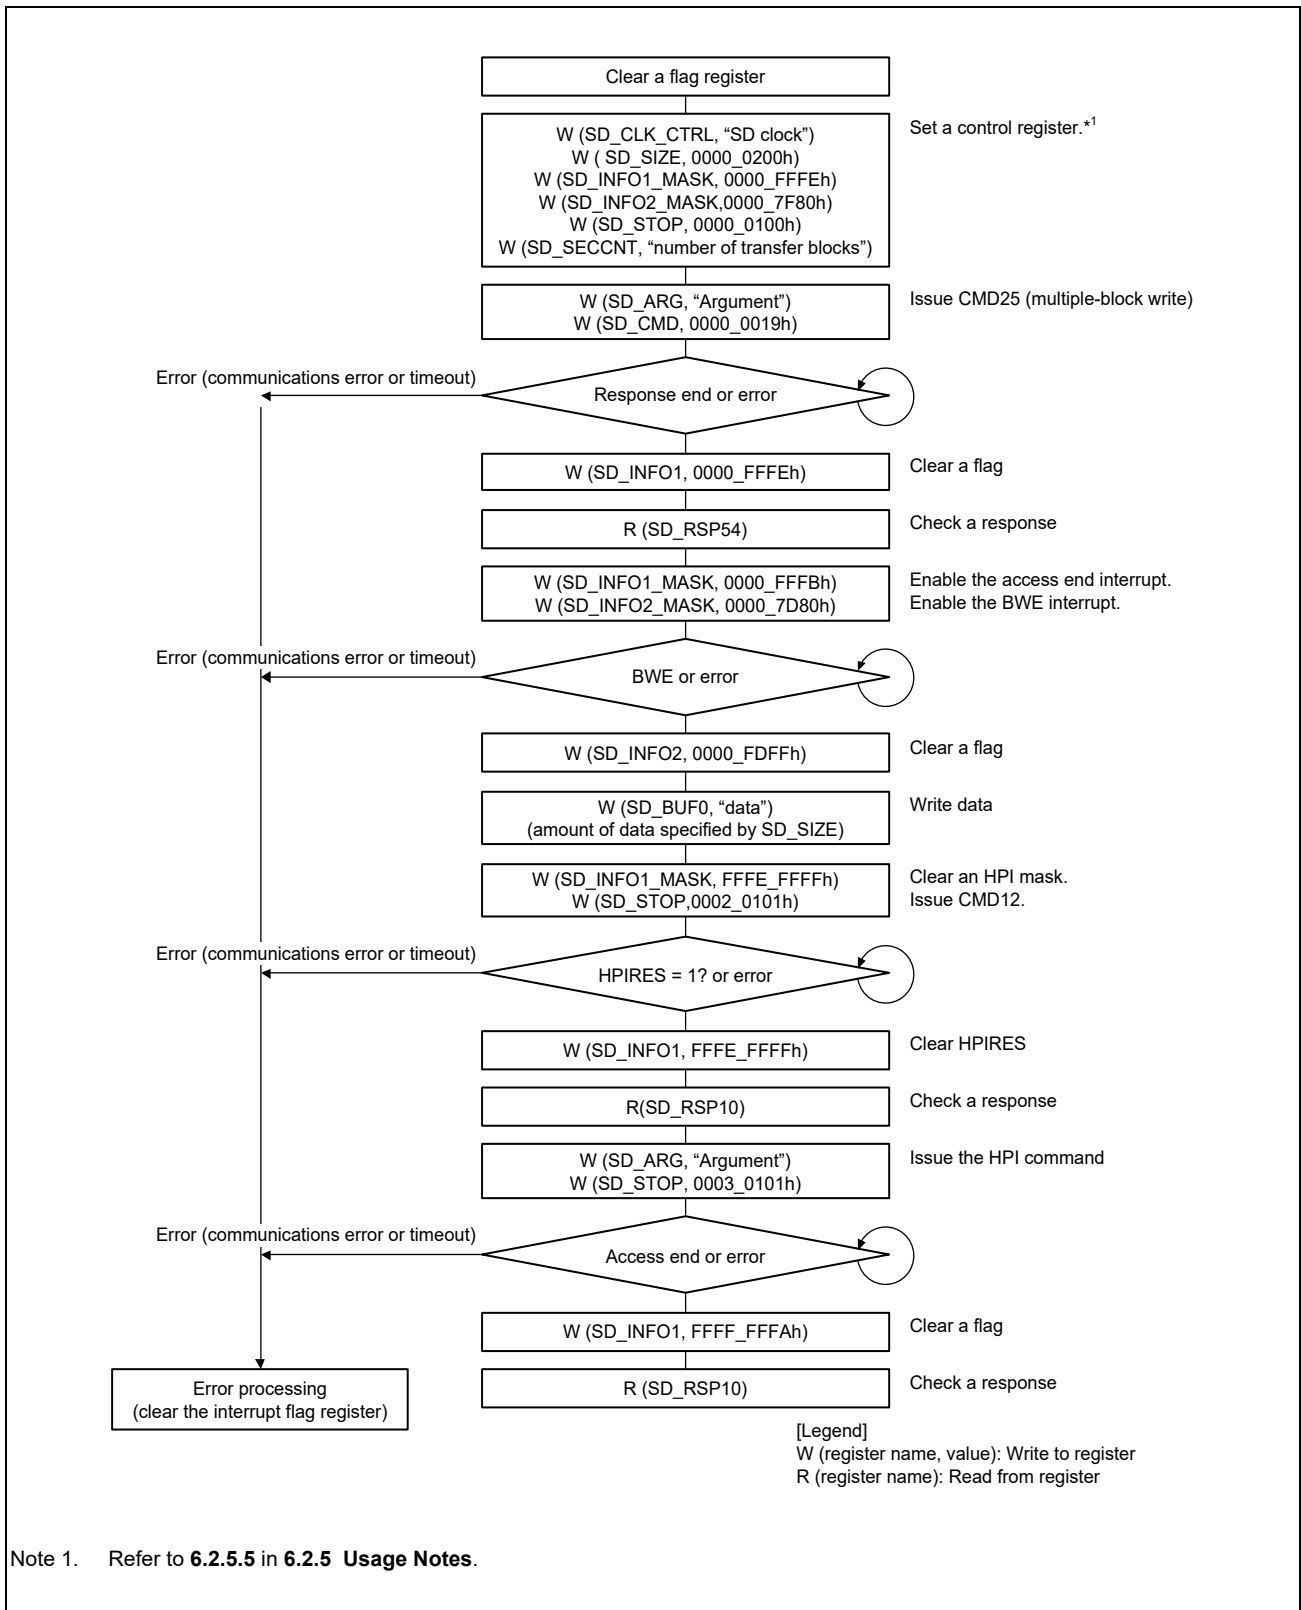 Clear a flag register
W (SD_CLK_CTRL, “SD clock”)
W ( SD_SIZE, 0000_0200h)
W (SD_INFO1_MASK, 0000_FFFEh)
W (SD_INFO2_MASK,0000_7F80h)
W (SD_STOP, 0000_0100h)
W (SD_SECCNT, “number of transfer blocks”)
Set a control register.*1
W (SD_ARG, “Argument”)
W (SD_CMD, 0000_0019h)
Issue CMD25 (multiple-block write)
Error (communications error or timeout)
Response end or error
W (SD_INFO1, 0000_FFFEh)
Clear a flag
R (SD_RSP54)
Check a response
W (SD_INFO1_MASK, 0000_FFFBh)
W (SD_INFO2_MASK, 0000_7D80h)
Enable the access end interrupt.
Enable the BWE interrupt.
Error (communications error or timeout)
BWE or error
W (SD_INFO2, 0000_FDFFh)
Clear a flag
W (SD_BUF0, “data”)
(amount of data specified by SD_SIZE)
Write data
W (SD_INFO1_MASK, FFFE_FFFFh)
W (SD_STOP,0002_0101h)
Clear an HPI mask.
Issue CMD12.
Error (communications error or timeout)
HPIRES = 1? or error
W (SD_INFO1, FFFE_FFFFh)
Clear HPIRES
R(SD_RSP10)
Check a response
W (SD_ARG, “Argument”)
W (SD_STOP, 0003_0101h)
Issue the HPI command
Error (communications error or timeout)
Access end or error
W (SD_INFO1, FFFF_FFFAh)
Clear a flag
Error processing
(clear the interrupt flag register)
R (SD_RSP10)
Check a response
[Legend]
W (register name, value): Write to register
R (register name): Read from register
Note 1. Refer to 6.2.5.5 in 6.2.5 Usage Notes.